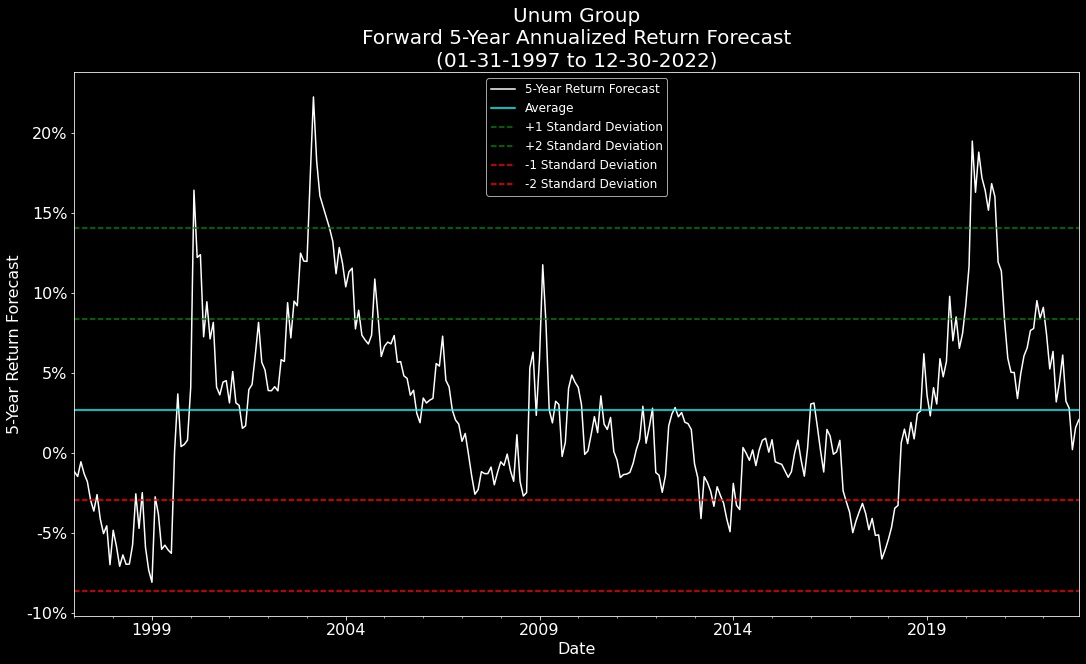 Unum Group
Forward 5-Year Annualized Return Forecast
(01-31-1997 to 12-30-2022)
5-Year Return Forecast
Average
+1 Standard Deviation
+2 Standard Deviation
-1 Standard Deviation
-2 Standard Deviation
20%
15%
10%
5%
0%
-5%
-10%
5-Year Return Forecast
1999
2004
2009
2014
2019
Date